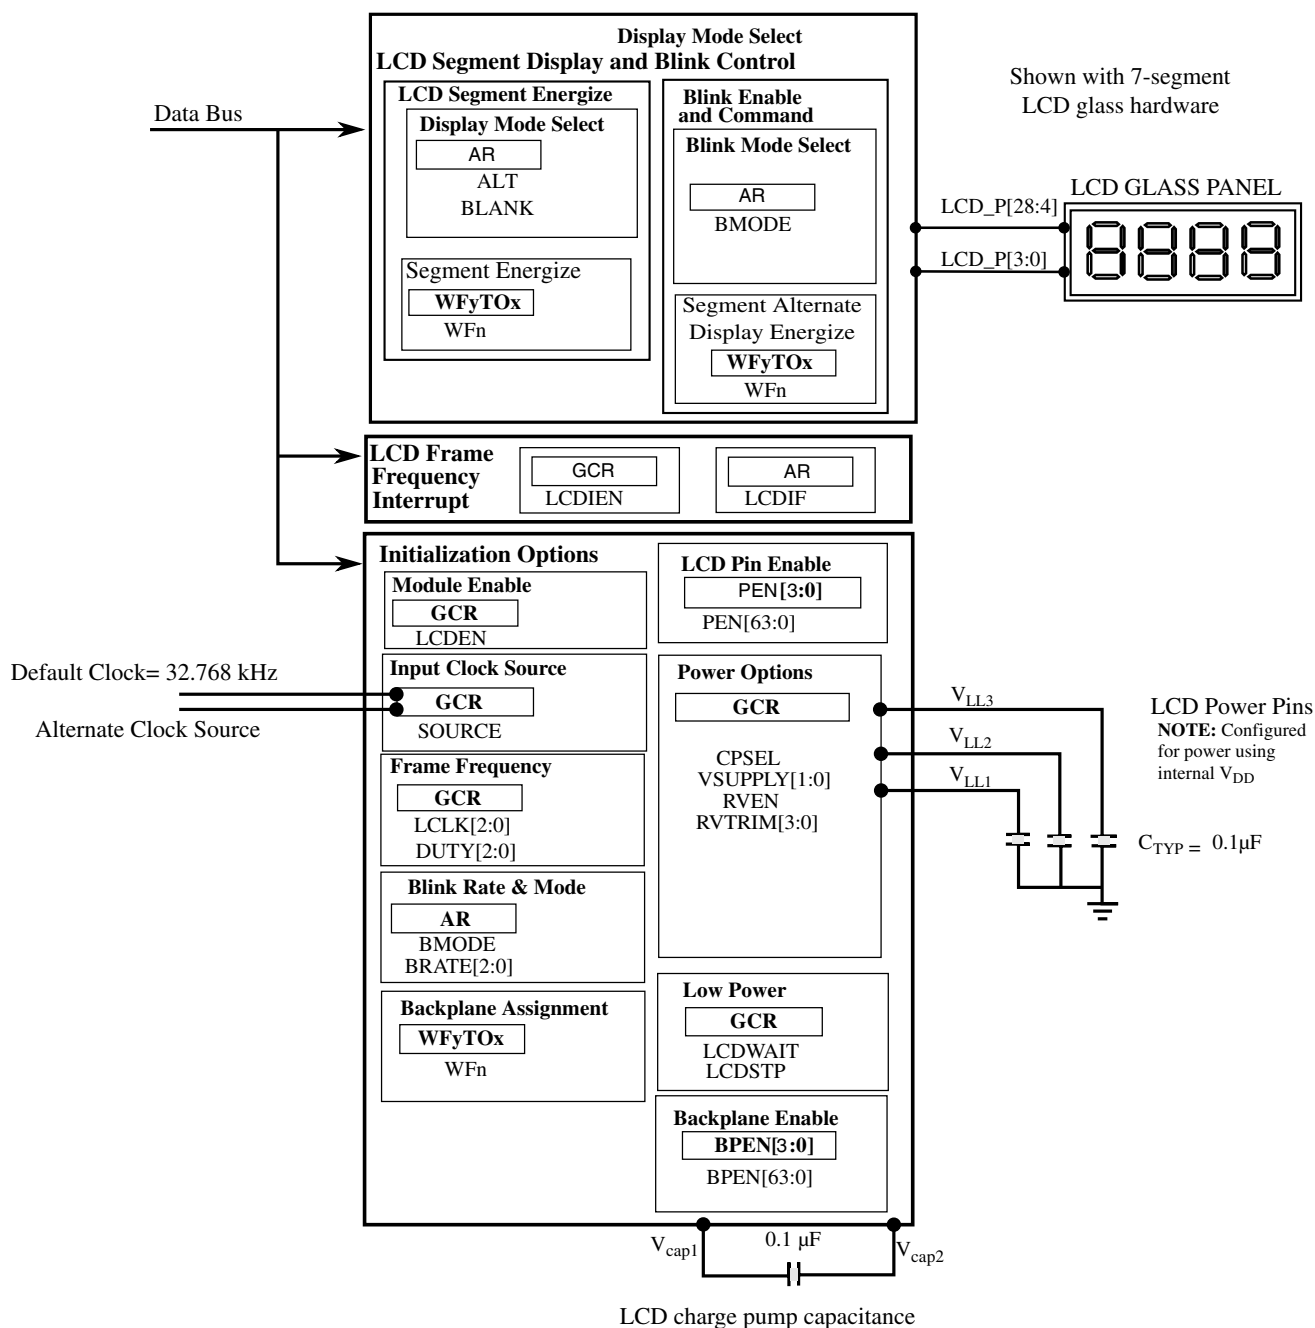 Display Mode Select
LCD Segment Display and Blink Control
LCD Segment Energize
Display Mode Select
AR
ALT
BLANK
Segment Energize
WFyTOx
WFn
Blink Enable
and Command
Blink Mode Select
AR
BMODE
Segment Alternate
Display Energize
WFyTOx
WFn
Data Bus
Shown with 7-segment
LCD glass hardware
LCD GLASS PANEL
LCD_P[28:4]
LCD_P[3:0]
LCD Frame
Frequency
Interrupt
GCR
LCDIEN
AR
LCDIF
Initialization Options
Module Enable
GCR
LCDEN
Default Clock= 32.768 kHz
Alternate Clock Source
Input Clock Source
GCR
SOURCE
Frame Frequency
GCR
LCLK[2:0]
DUTY[2:0]
Blink Rate & Mode
AR
BMODE
BRATE[2:0]
Backplane Assignment
WFyTOx
WFn
LCD Pin Enable
PEN[3:0]
PEN[63:0]
Power Options
GCR
CPSEL
VSUPPLY[1:0]
RVEN
RVTRIM[3:0]
Low Power
GCR
LCDWAIT
LCDSTP
Backplane Enable
BPEN[3:0]
BPEN[63:0]
VLL3
VLL2
VLL1
LCD Power Pins
NOTE: Configured
for power using
internal VDD
CTYP = 0.1µF
Vcap1
0.1 µF
Vcap2
LCD charge pump capacitance